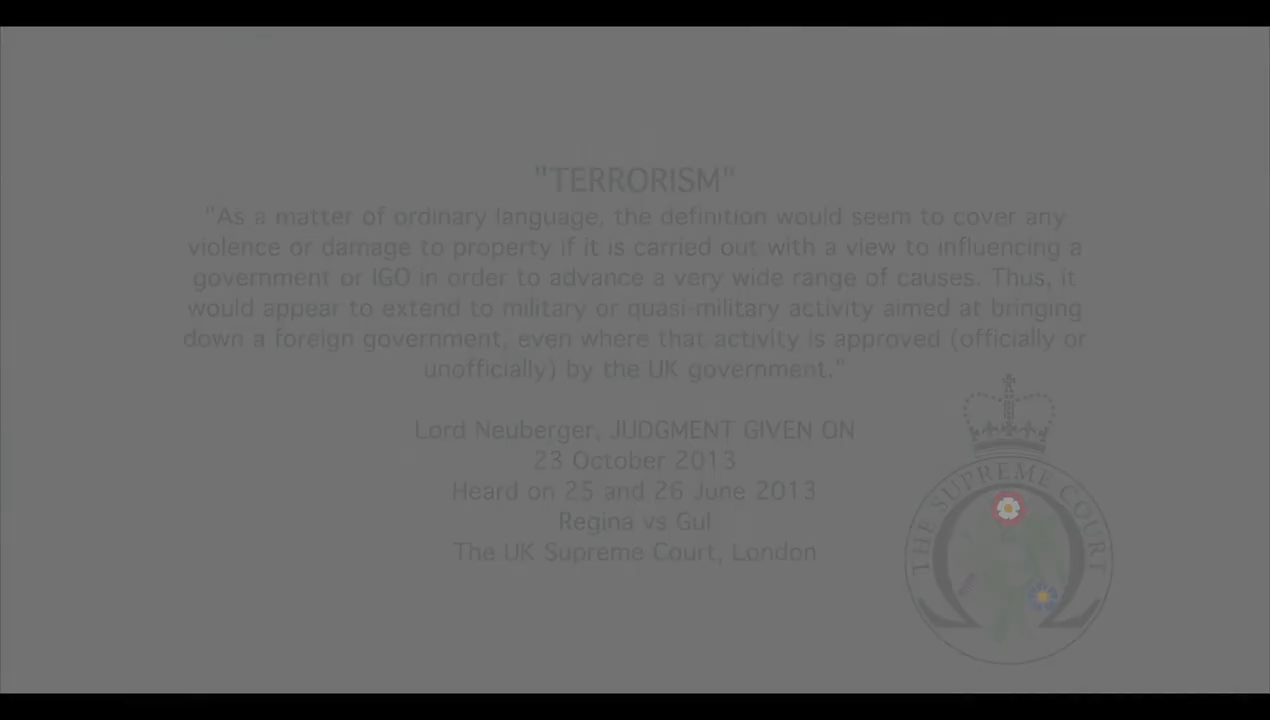 "TERRORISM"
"As a matter of ordinary language, the definition would seem to cover any
violence or damage to property if it is carried out with a view to influencing a
government or IGO in order to advance a very wide range of causes. Thus, it
would appear to extend to military or quasi-military activity aimed at bringing
down a foreign government, even where that activity is approved (officially or
unofficially) by the UK government."
Lord Neuberger, JUDGMENT GIVEN ON
23 October 2013
Heard on 25 and 26 June 2013
Regina vs Gul
The UK Supreme Court, London
THE SUPREME COURT